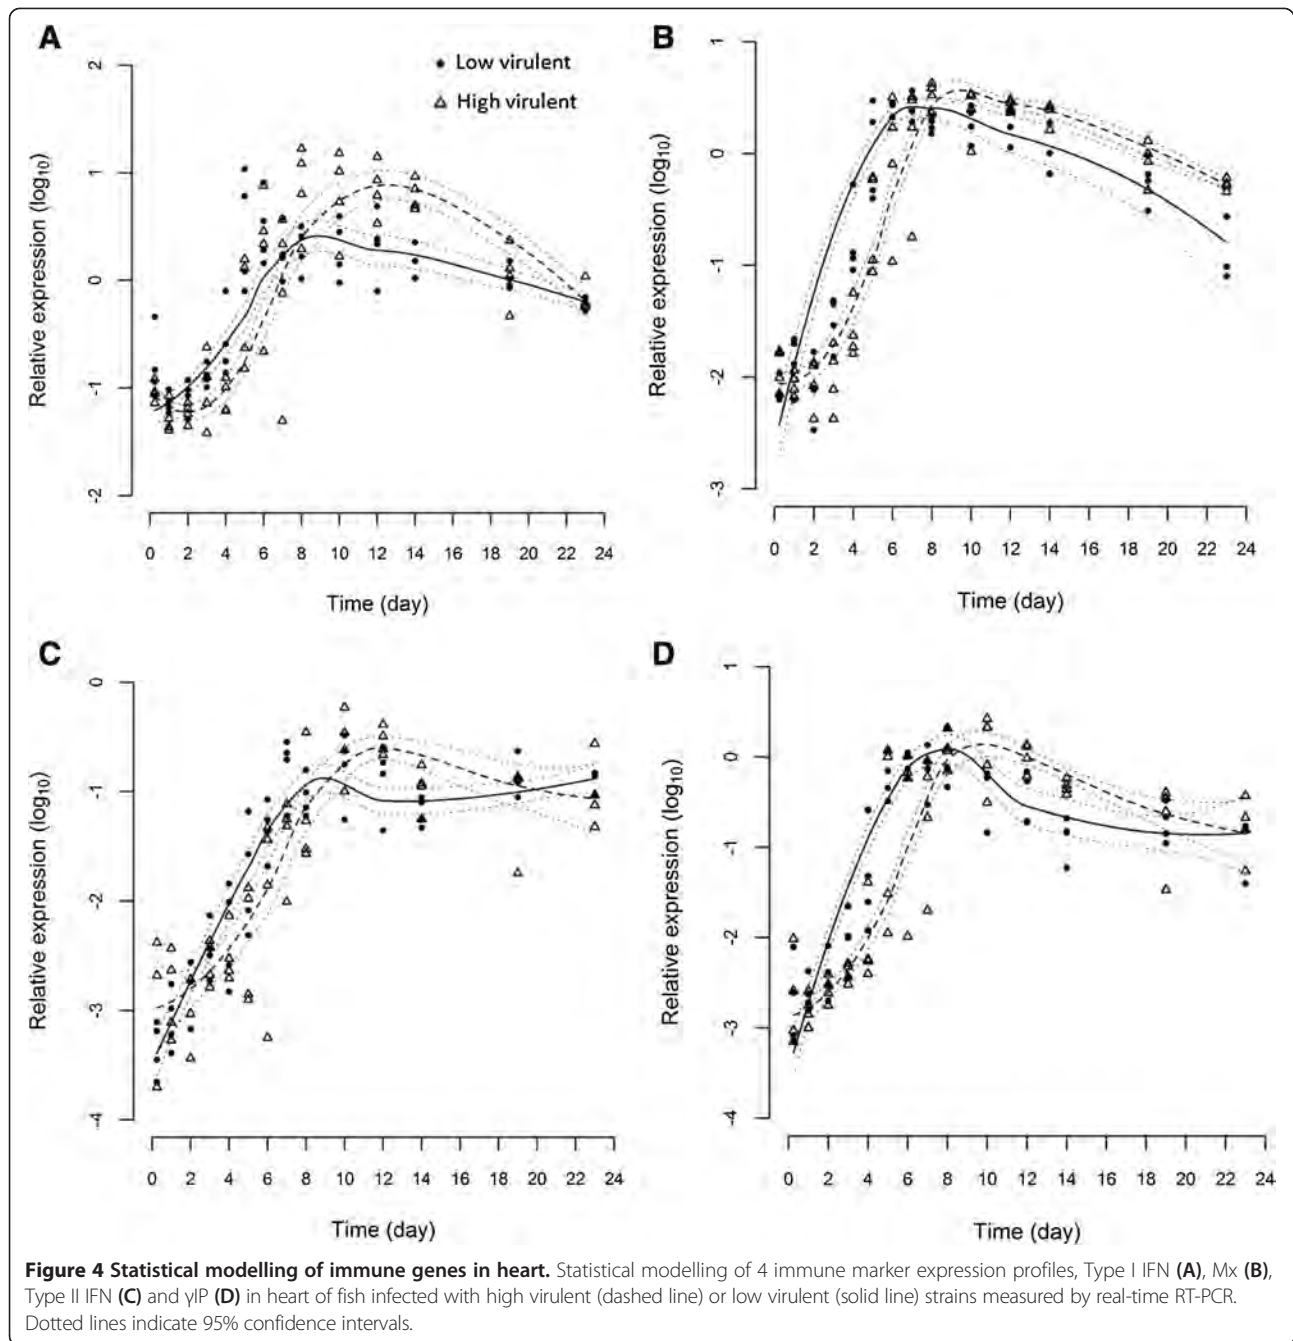 A
Low virulent
High virulent
Relative expression (log10)
2
1
0
-1
-2
0 2 4 6 8 10 12 14 16 18 20 22 24
Time (day)
B
Relative expression (log10)
1
0
-1
-2
-3
0 2 4 6 8 10 12 14 16 18 20 22 24
Time (day)
C
Relative expression (log10)
0
-1
-2
-3
-4
0 2 4 6 8 10 12 14 16 18 20 22 24
Time (day)
D
Relative expression (log10)
1
0
-1
-2
-3
-4
0 2 4 6 8 10 12 14 16 18 20 22 24
Time (day)
Figure 4 Statistical modelling of immune genes in heart. Statistical modelling of 4 immune marker expression profiles, Type I IFN (A), Mx (B),
Type II IFN (C) and γIP (D) in heart of fish infected with high virulent (dashed line) or low virulent (solid line) strains measured by real-time RT-PCR.
Dotted lines indicate 95% confidence intervals.